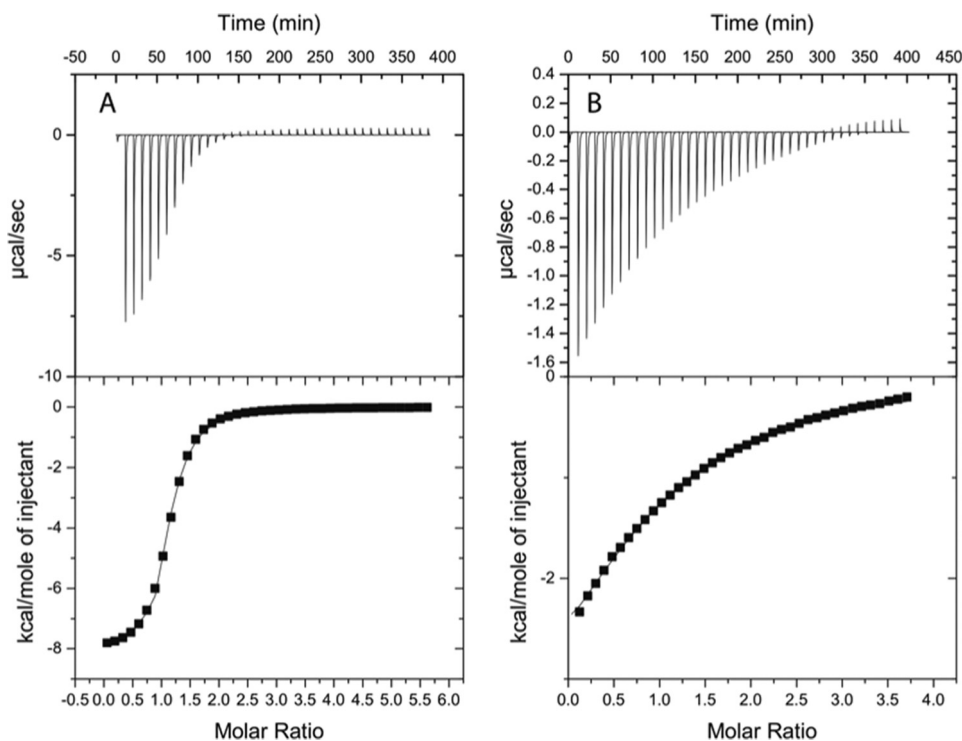 Time (min) Time (min)
-50 0 50 100 150 200 250 300 350 400 0 50 100 150 200 250 300 350 400 450
A
0
-5
-10
µcal/sec
B
0.4
0.2
0.0
-0.2
-0.4
-0.6
-0.8
-1.0
-1.2
-1.4
-1.6
µcal/sec
0
-2
-4
-6
-8
kcal/mole of injectant
0
-2
kcal/mole of injectant
-0.5 0.0 0.5 1.0 1.5 2.0 2.5 3.0 3.5 4.0 4.5 5.0 5.5 6.0 0.0 0.5 1.0 1.5 2.0 2.5 3.0 3.5 4.0
Molar Ratio Molar Ratio